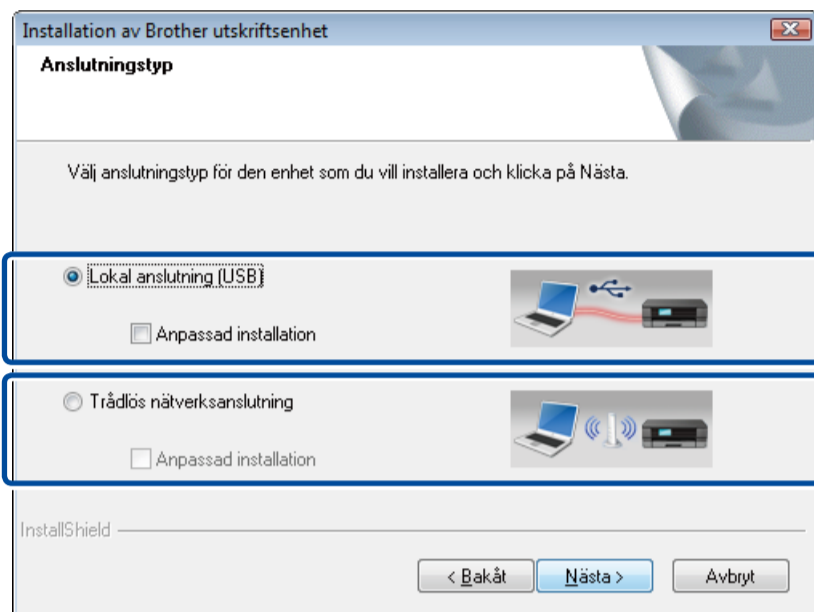 Installation av Brother utskriftsenhet
Anslutningstyp
Välj anslutningstyp för den enhet som du vill installera och klicka på Nästa.
Lokal anslutning (USB)
Anpassad installation
Trådlös nätverksanslutning
Anpassad installation
InstallShield
< Bakåt Nästa > Avbryt